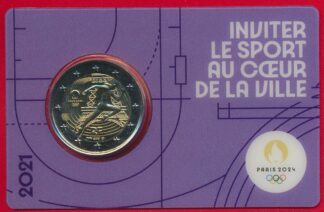 INVITER
LE SPORT
AU CŒUR
DE LA VILLE
2021
PARIS 2024